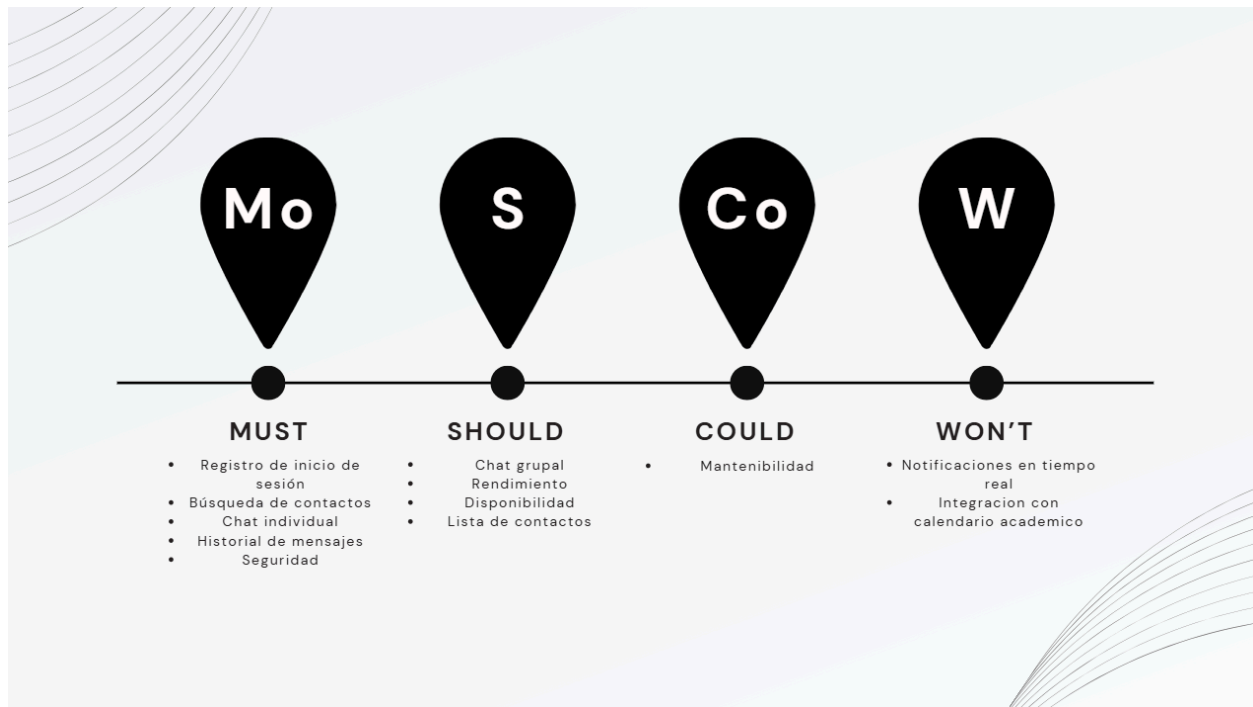 Mo
S
Co
W
MUST
• Registro de inicio de
sesión
• Búsqueda de contactos
• Chat individual
• Historial de mensajes
• Seguridad
SHOULD
• Chat grupal
• Rendimiento
• Disponibilidad
• Lista de contactos
COULD
• Mantenibilidad
WON’T
• Notificaciones en tiempo
real
• Integracion con
calendario academico